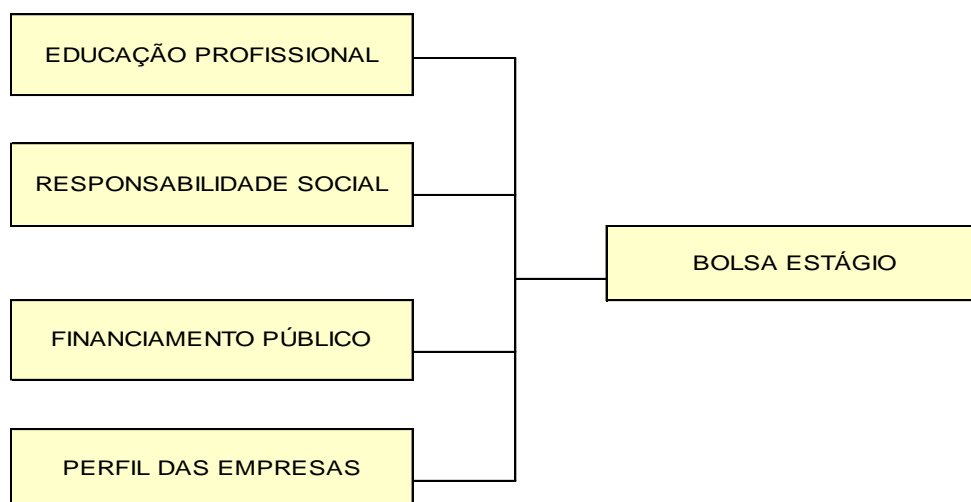 EDUCAÇÃO PROFISSIONAL
RESPONSABILIDADE SOCIAL
BOLSA ESTÁGIO
FINANCIAMENTO PÚBLICO
PERFIL DAS EMPRESAS